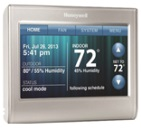 Honeywell
HOME FAN SYSTEM MENU
Fri, Jul 26, 2013
5:41 pm
INDOOR
72°
45% Humidity
SET TO
72°
OUTDOOR
80° / 55% Humidity
STATUS
cool mode
following schedule